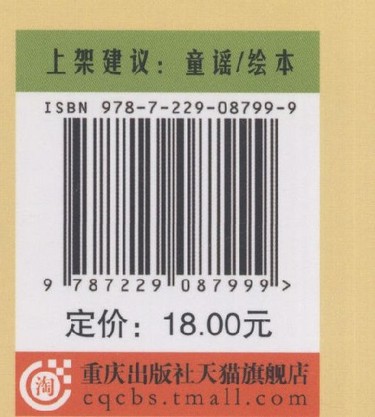 上架建议：童谣/绘本
ISBN 978-7-229-08799-9
9 787229 087999 >
定价：18.00元
淘 重庆出版社天猫旗舰店
cqcbs.tmall.com